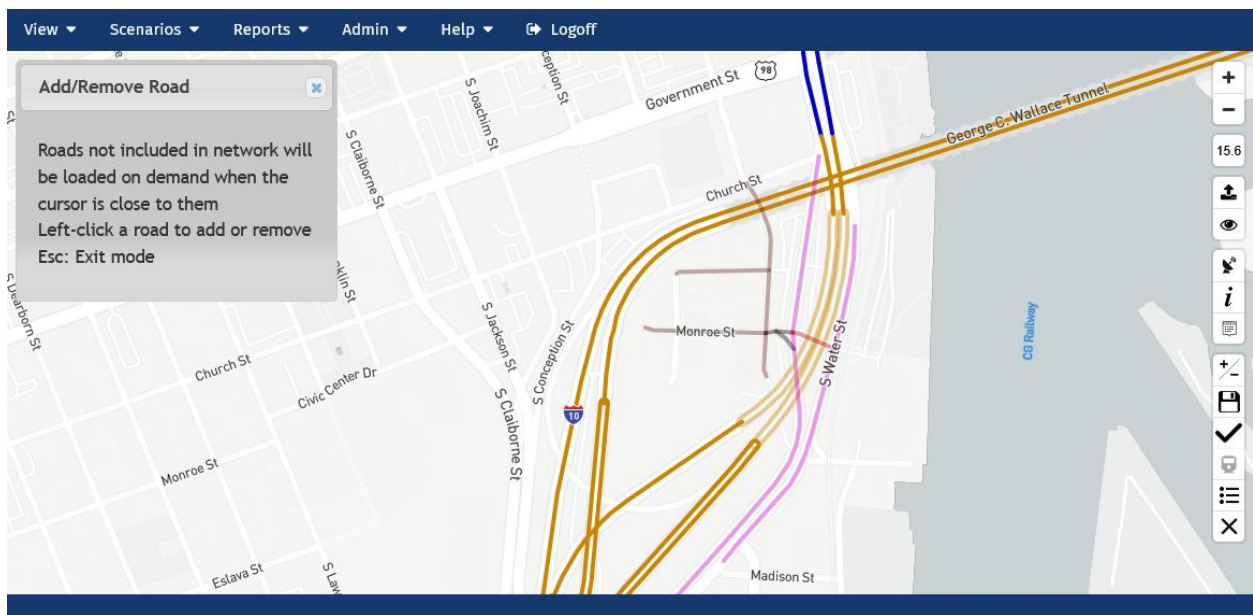 View Scenarios Reports Admin Help Logoff
Add/Remove Road
Roads not included in network will
be loaded on demand when the
cursor is close to them
Left-click a road to add or remove
Esc: Exit mode
S Joachim St
Government St
98
George C. Wallace Tunnel
15.6
S Claiborne St
Church St
S Dearborn St
S Jackson St
S Conception St
Monroe St
S Water St
CG Railway
Church St
Civic Center Dr
10
S Claiborne St
Monroe St
Eslava St
Madison St
i